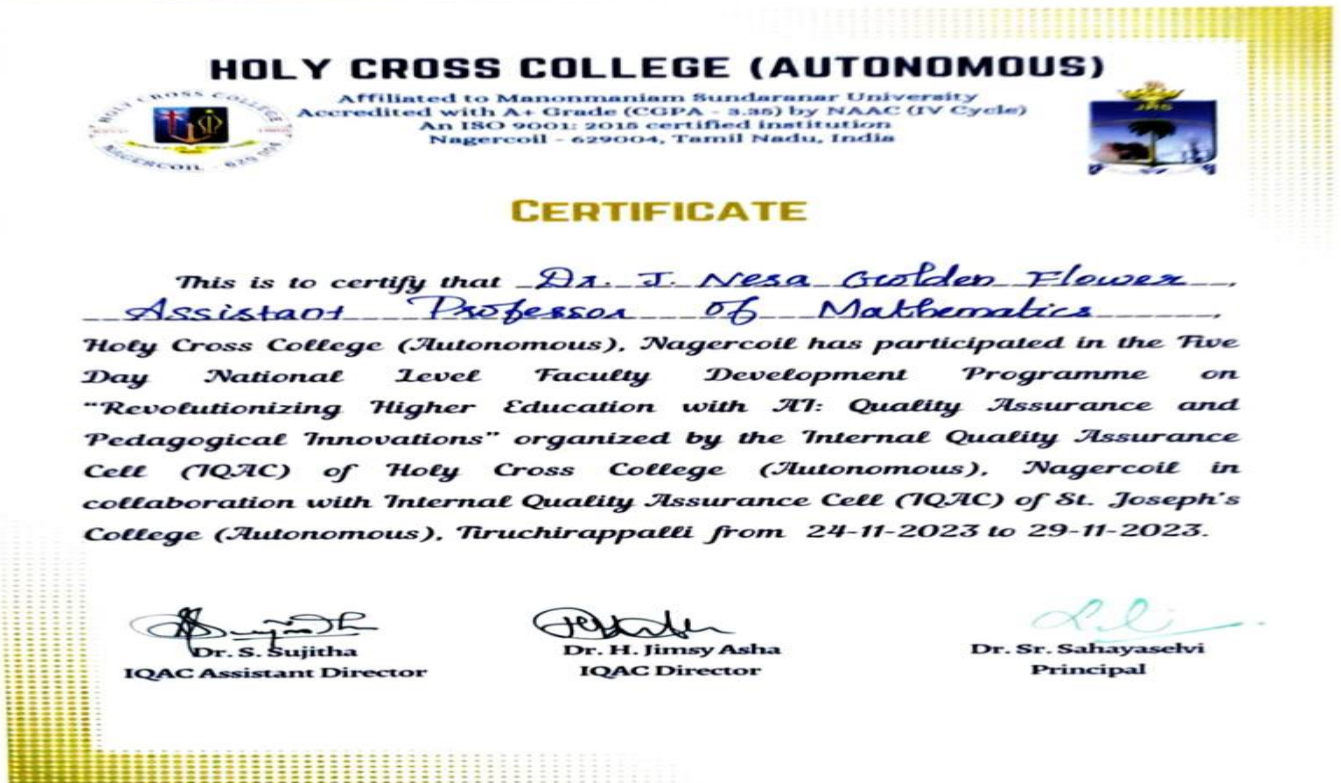 HOLY CROSS COLLEGE (AUTONOMOUS)
Affiliated to Manonmaniam Sundaranar University
Accredited with A+ Grade (CGPA - 3.35) by NAAC (IV Cycle)
An ISO 9001: 2015 certified institution
Nagercoil - 629004, Tamil Nadu, India
HOLY CROSS COLLEGE
NAGERCOIL - 629 004
CERTIFICATE
This is to certify that Dr. J. Nesa Golden Flower,
Assistant Professor of Mathematics,
Holy Cross College (Autonomous), Nagercoil has participated in the Five
Day National Level Faculty Development Programme on
“Revolutionizing Higher Education with AI: Quality Assurance and
Pedagogical Innovations” organized by the Internal Quality Assurance
Cell (IQAC) of Holy Cross College (Autonomous), Nagercoil in
collaboration with Internal Quality Assurance Cell (IQAC) of St. Joseph's
College (Autonomous), Tiruchirappalli from 24-11-2023 to 29-11-2023.
Dr. S. Sujitha
IQAC Assistant Director
Dr. H. Jimsy Asha
IQAC Director
Dr. Sr. Sahayaselvi
Principal